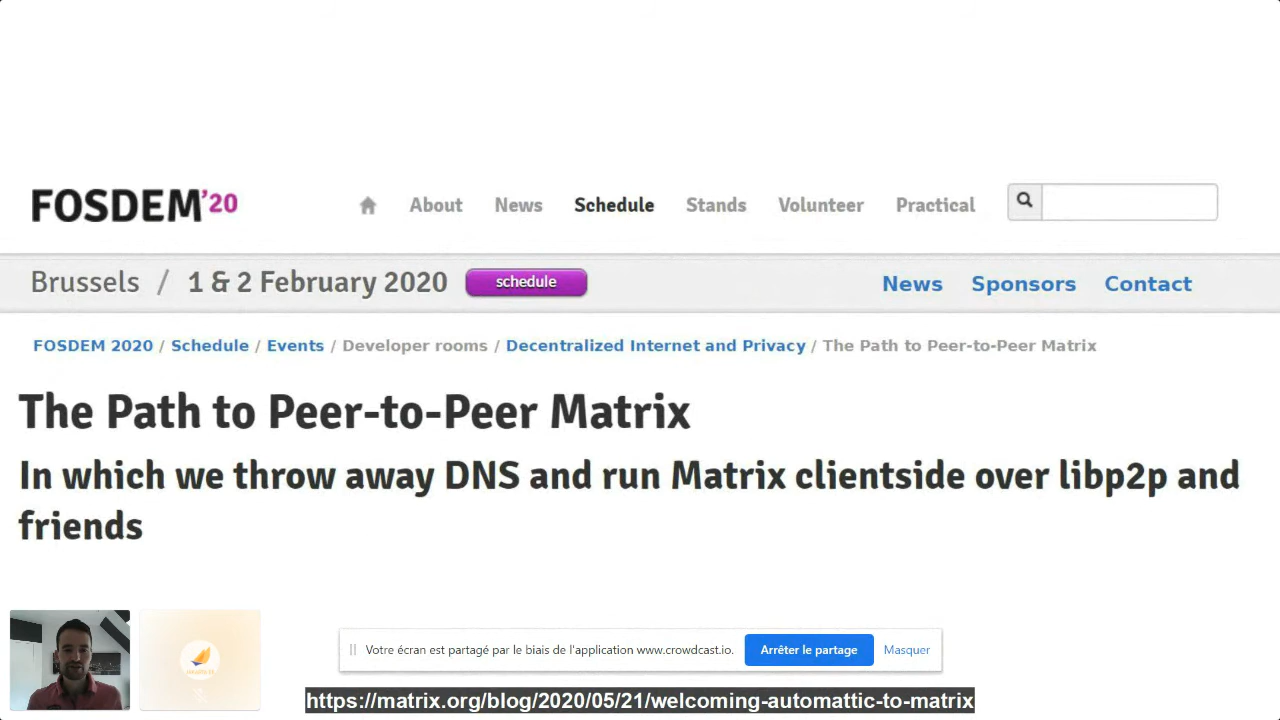 FOSDEM'20
About News Schedule Stands Volunteer Practical
Brussels / 1 & 2 February 2020 schedule News Sponsors Contact
FOSDEM 2020 / Schedule / Events / Developer rooms / Decentralized Internet and Privacy / The Path to Peer-to-Peer Matrix
The Path to Peer-to-Peer Matrix
In which we throw away DNS and run Matrix clientside over libp2p and
friends
Votre écran est partagé par le biais de l'application www.crowdcast.io. Arrêter le partage Masquer
https://matrix.org/blog/2020/05/21/welcoming-automattic-to-matrix